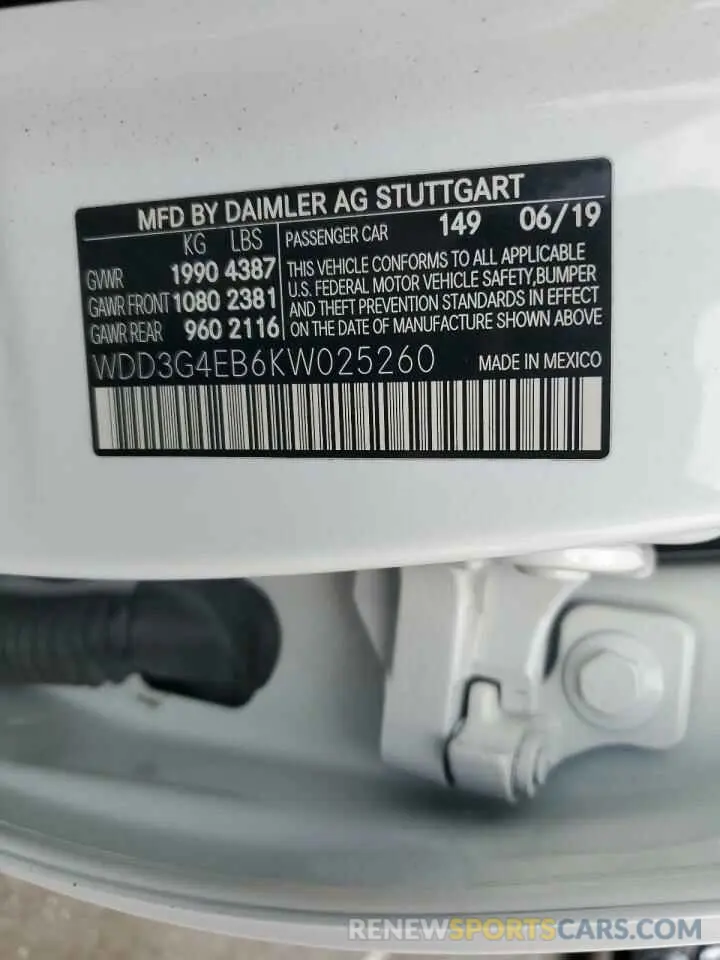 MFD BY DAIMLER AG STUTTGART
KG LBS
GVWR 1990 4387
GAWR FRONT 1080 2381
GAWR REAR 960 2116
PASSENGER CAR 149 06/19
THIS VEHICLE CONFORMS TO ALL APPLICABLE
U.S. FEDERAL MOTOR VEHICLE SAFETY,BUMPER
AND THEFT PREVENTION STANDARDS IN EFFECT
ON THE DATE OF MANUFACTURE SHOWN ABOVE
WDD3G4EB6KW025260 MADE IN MEXICO
RENEWSPORTSCARS.COM